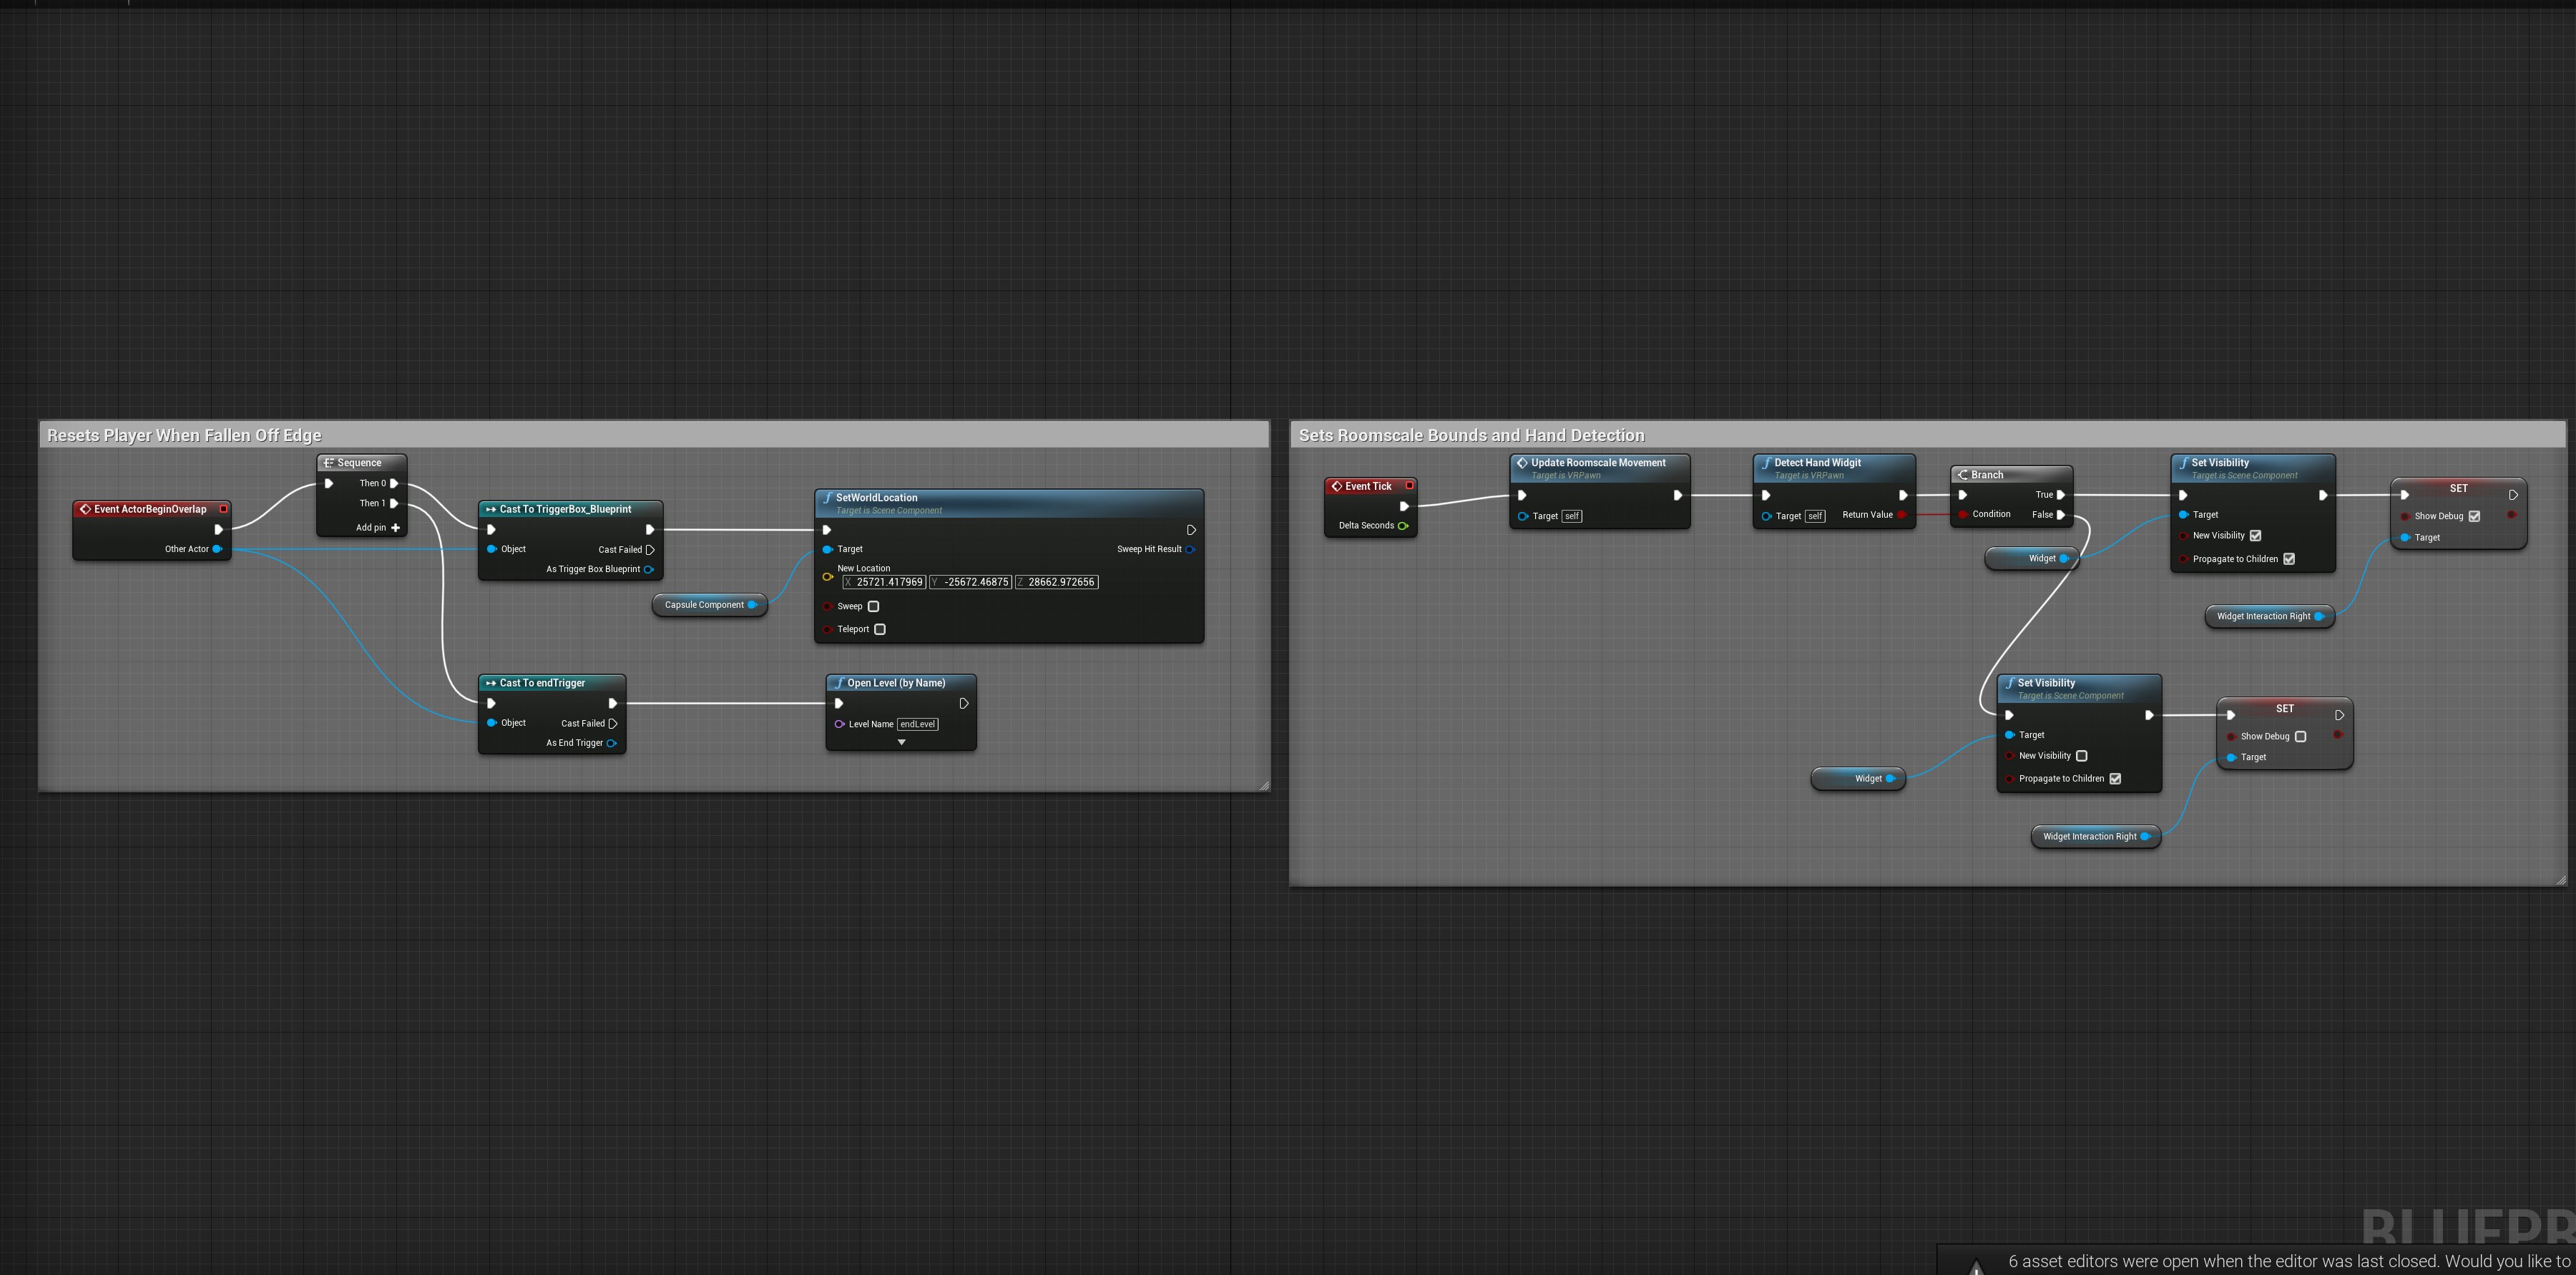 Resets Player When Fallen Off Edge
Event ActorBeginOverlap
Other Actor
Sequence
Then 0
Then 1
Add pin
Cast To TriggerBox_Blueprint
Object
Cast Failed
As Trigger Box Blueprint
Capsule Component
SetWorldLocation
Target is Scene Component
Target
Sweep Hit Result
New Location
X 25721.417969 Y -25672.46875 Z 28662.972656
Sweep
Teleport
Cast To endTrigger
Object
Cast Failed
As End Trigger
Open Level (by Name)
Level Name endLevel
Sets Roomscale Bounds and Hand Detection
Event Tick
Delta Seconds
Update Roomscale Movement
Target is VRPawn
Target self
Detect Hand Widgit
Target is VRPawn
Target self Return Value
Branch
True
Condition False
Widget
Set Visibility
Target is Scene Component
Target
New Visibility
Propagate to Children
SET
Show Debug
Target
Widget Interaction Right
Set Visibility
Target is Scene Component
Target
New Visibility
Propagate to Children
Widget
SET
Show Debug
Target
Widget Interaction Right
BLUEPR
6 asset editors were open when the editor was last closed. Would you like to